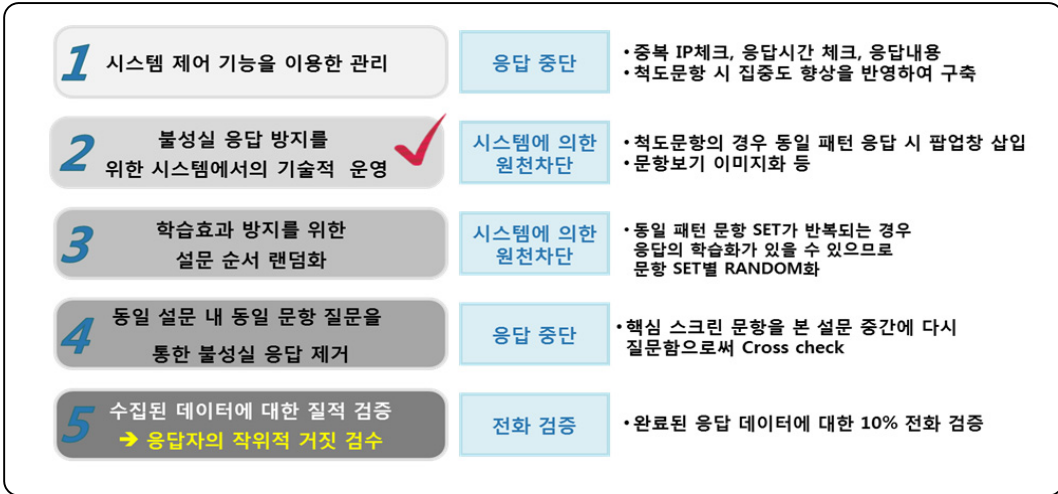 1
시스템 제어 기능을 이용한 관리
응답 중단
• 중복 IP체크, 응답시간 체크, 응답내용
• 척도문항 시 집중도 향상을 반영하여 구축
2
불성실 응답 방지를
위한 시스템에서의 기술적 운영
시스템에 의한
원천차단
• 척도문항의 경우 동일 패턴 응답 시 팝업창 삽입
• 문항보기 이미지화 등
3
학습효과 방지를 위한
설문 순서 랜덤화
시스템에 의한
원천차단
• 동일 패턴 문항 SET가 반복되는 경우
응답의 학습화가 있을 수 있으므로
문항 SET별 RANDOM화
4
동일 설문 내 동일 문항 질문을
통한 불성실 응답 제거
응답 중단
• 핵심 스크린 문항을 본 설문 중간에 다시
질문함으로써 Cross check
5
수집된 데이터에 대한 질적 검증
➔ 응답자의 작위적 거짓 검수
전화 검증
• 완료된 응답 데이터에 대한 10% 전화 검증